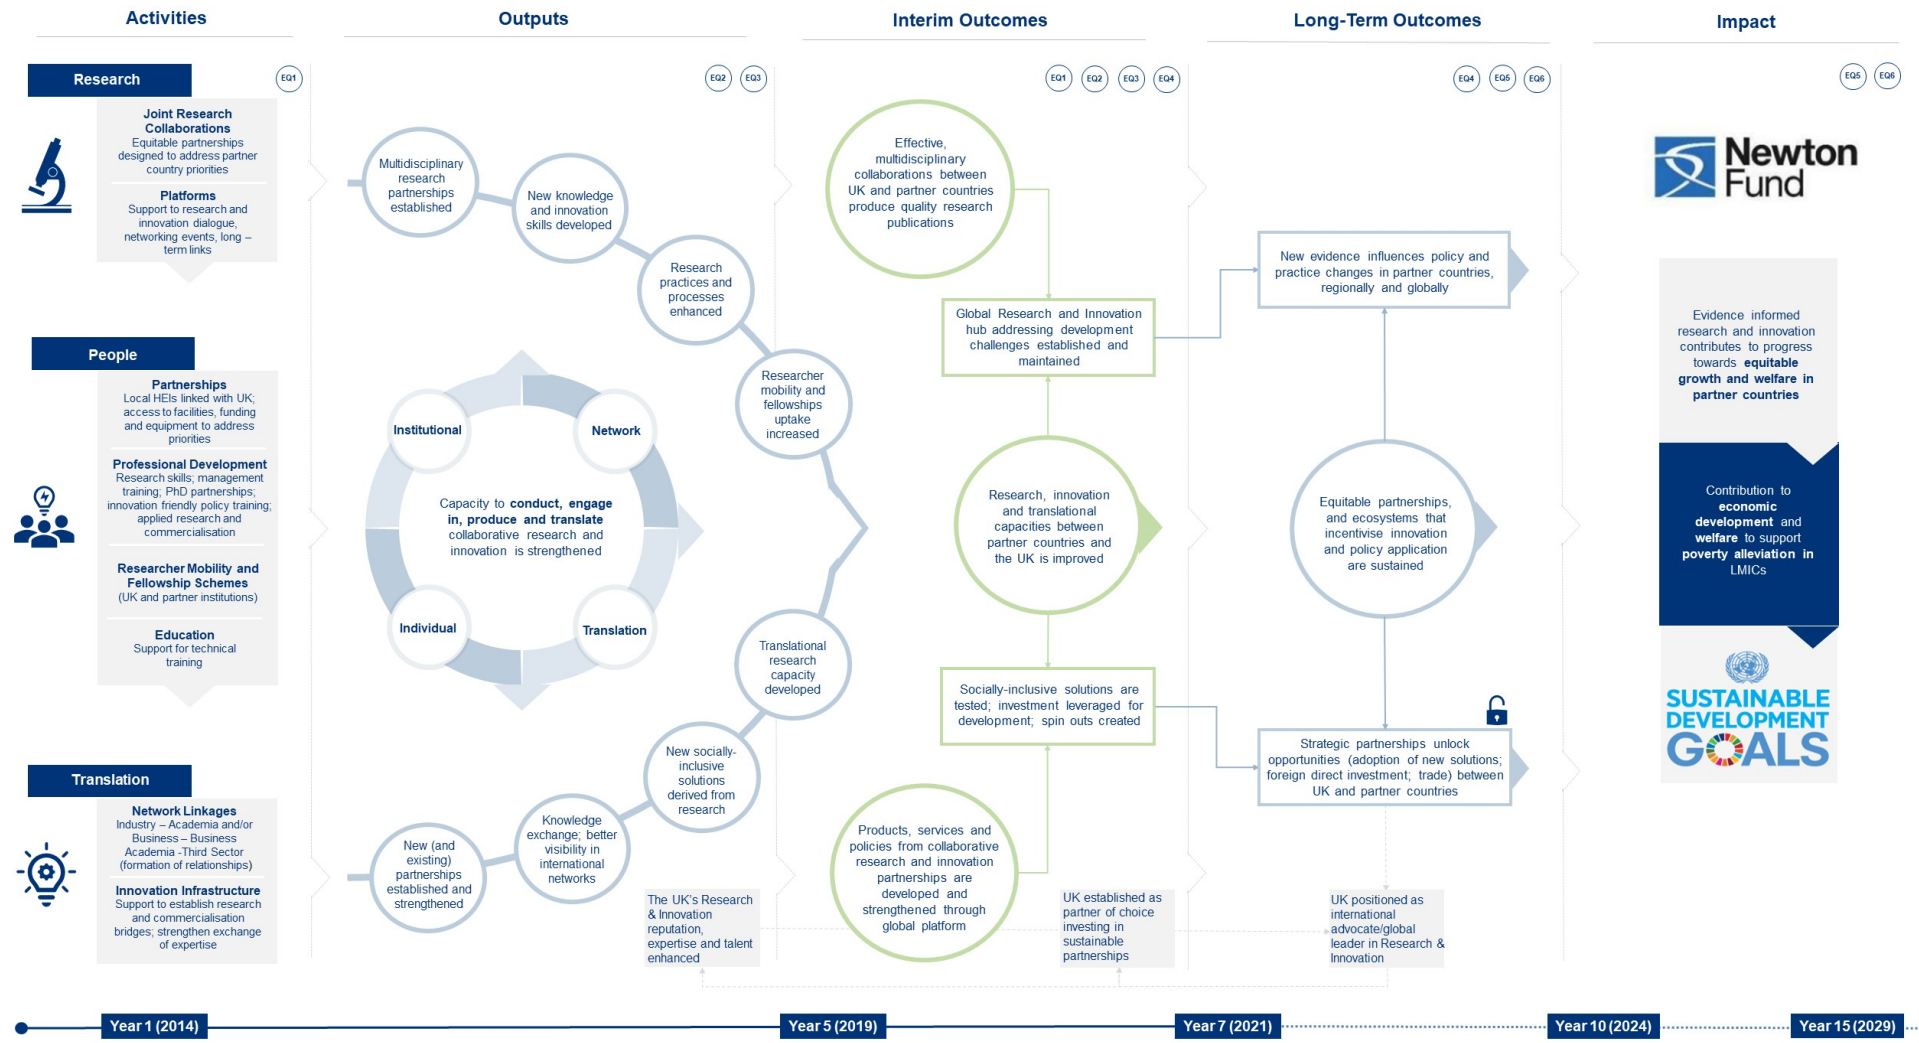 Activities
Outputs
Interim Outcomes
Long-Term Outcomes
Impact
EQ1
EQ2
EQ3
EQ1
EQ2
EQ3
EQ4
EQ4
EQ5
EQ6
EQ5
EQ6
Research
Joint Research
Collaborations
Equitable partnerships
designed to address partner
country priorities
Platforms
Support to research and
innovation dialogue,
networking events, long –
term links
People
Partnerships
Local HEIs linked with UK;
access to facilities, funding
and equipment to address
priorities
Professional Development
Research skills; management
training; PhD partnerships;
innovation friendly policy training;
applied research and
commercialisation
Researcher Mobility and
Fellowship Schemes
(UK and partner institutions)
Education
Support for technical
training
Translation
Network Linkages
Industry – Academia and/or
Business – Business
Academia -Third Sector
(formation of relationships)
Innovation Infrastructure
Support to establish research
and commercialisation
bridges; strengthen exchange
of expertise
Multidisciplinary
research
partnerships
established
New knowledge
and innovation
skills developed
Research
practices and
processes
enhanced
Researcher
mobility and
fellowships
uptake
increased
Institutional
Network
Capacity to conduct, engage
in, produce and translate
collaborative research and
innovation is strengthened
Individual
Translation
Translational
research
capacity
developed
New socially-
inclusive
solutions
derived from
research
Knowledge
exchange; better
visibility in
international
networks
New (and
existing)
partnerships
established and
strengthened
The UK's Research
& Innovation
reputation,
expertise and talent
enhanced
Effective,
multidisciplinary
collaborations between
UK and partner countries
produce quality research
publications
Global Research and Innovation
hub addressing development
challenges established and
maintained
Research, innovation
and translational
capacities between
partner countries and
the UK is improved
Socially-inclusive solutions are
tested; investment leveraged for
development; spin outs created
Products, services and
policies from collaborative
research and innovation
partnerships are
developed and
strengthened through
global platform
UK established as
partner of choice
investing in
sustainable
partnerships
New evidence influences policy and
practice changes in partner countries,
regionally and globally
Equitable partnerships,
and ecosystems that
incentivise innovation
and policy application
are sustained
Strategic partnerships unlock
opportunities (adoption of new solutions;
foreign direct investment; trade) between
UK and partner countries
UK positioned as
international
advocate/global
leader in Research &
Innovation
Newton
Fund
Evidence informed
research and innovation
contributes to progress
towards equitable
growth and welfare in
partner countries
Contribution to
economic
development and
welfare to support
poverty alleviation in
LMICs
SUSTAINABLE
DEVELOPMENT
GOALS
Year 1 (2014)
Year 5 (2019)
Year 7 (2021)
Year 10 (2024)
Year 15 (2029)